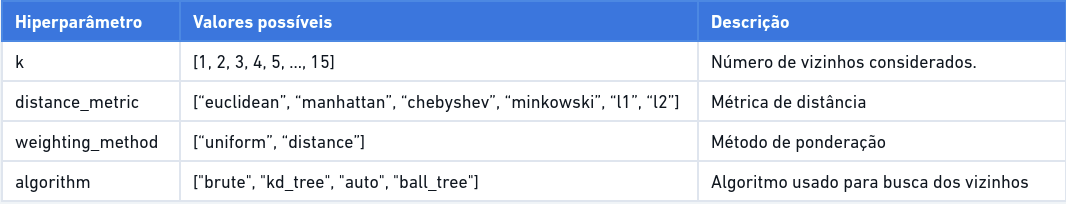 Hiperparâmetro Valores possíveis Descrição
k [1, 2, 3, 4, 5, ..., 15] Número de vizinhos considerados.
distance_metric [“euclidean”, “manhattan”, “chebyshev”, “minkowski”, “l1”, “l2”] Métrica de distância
weighting_method [“uniform”, “distance”] Método de ponderação
algorithm ["brute", "kd_tree", "auto", "ball_tree"] Algoritmo usado para busca dos vizinhos